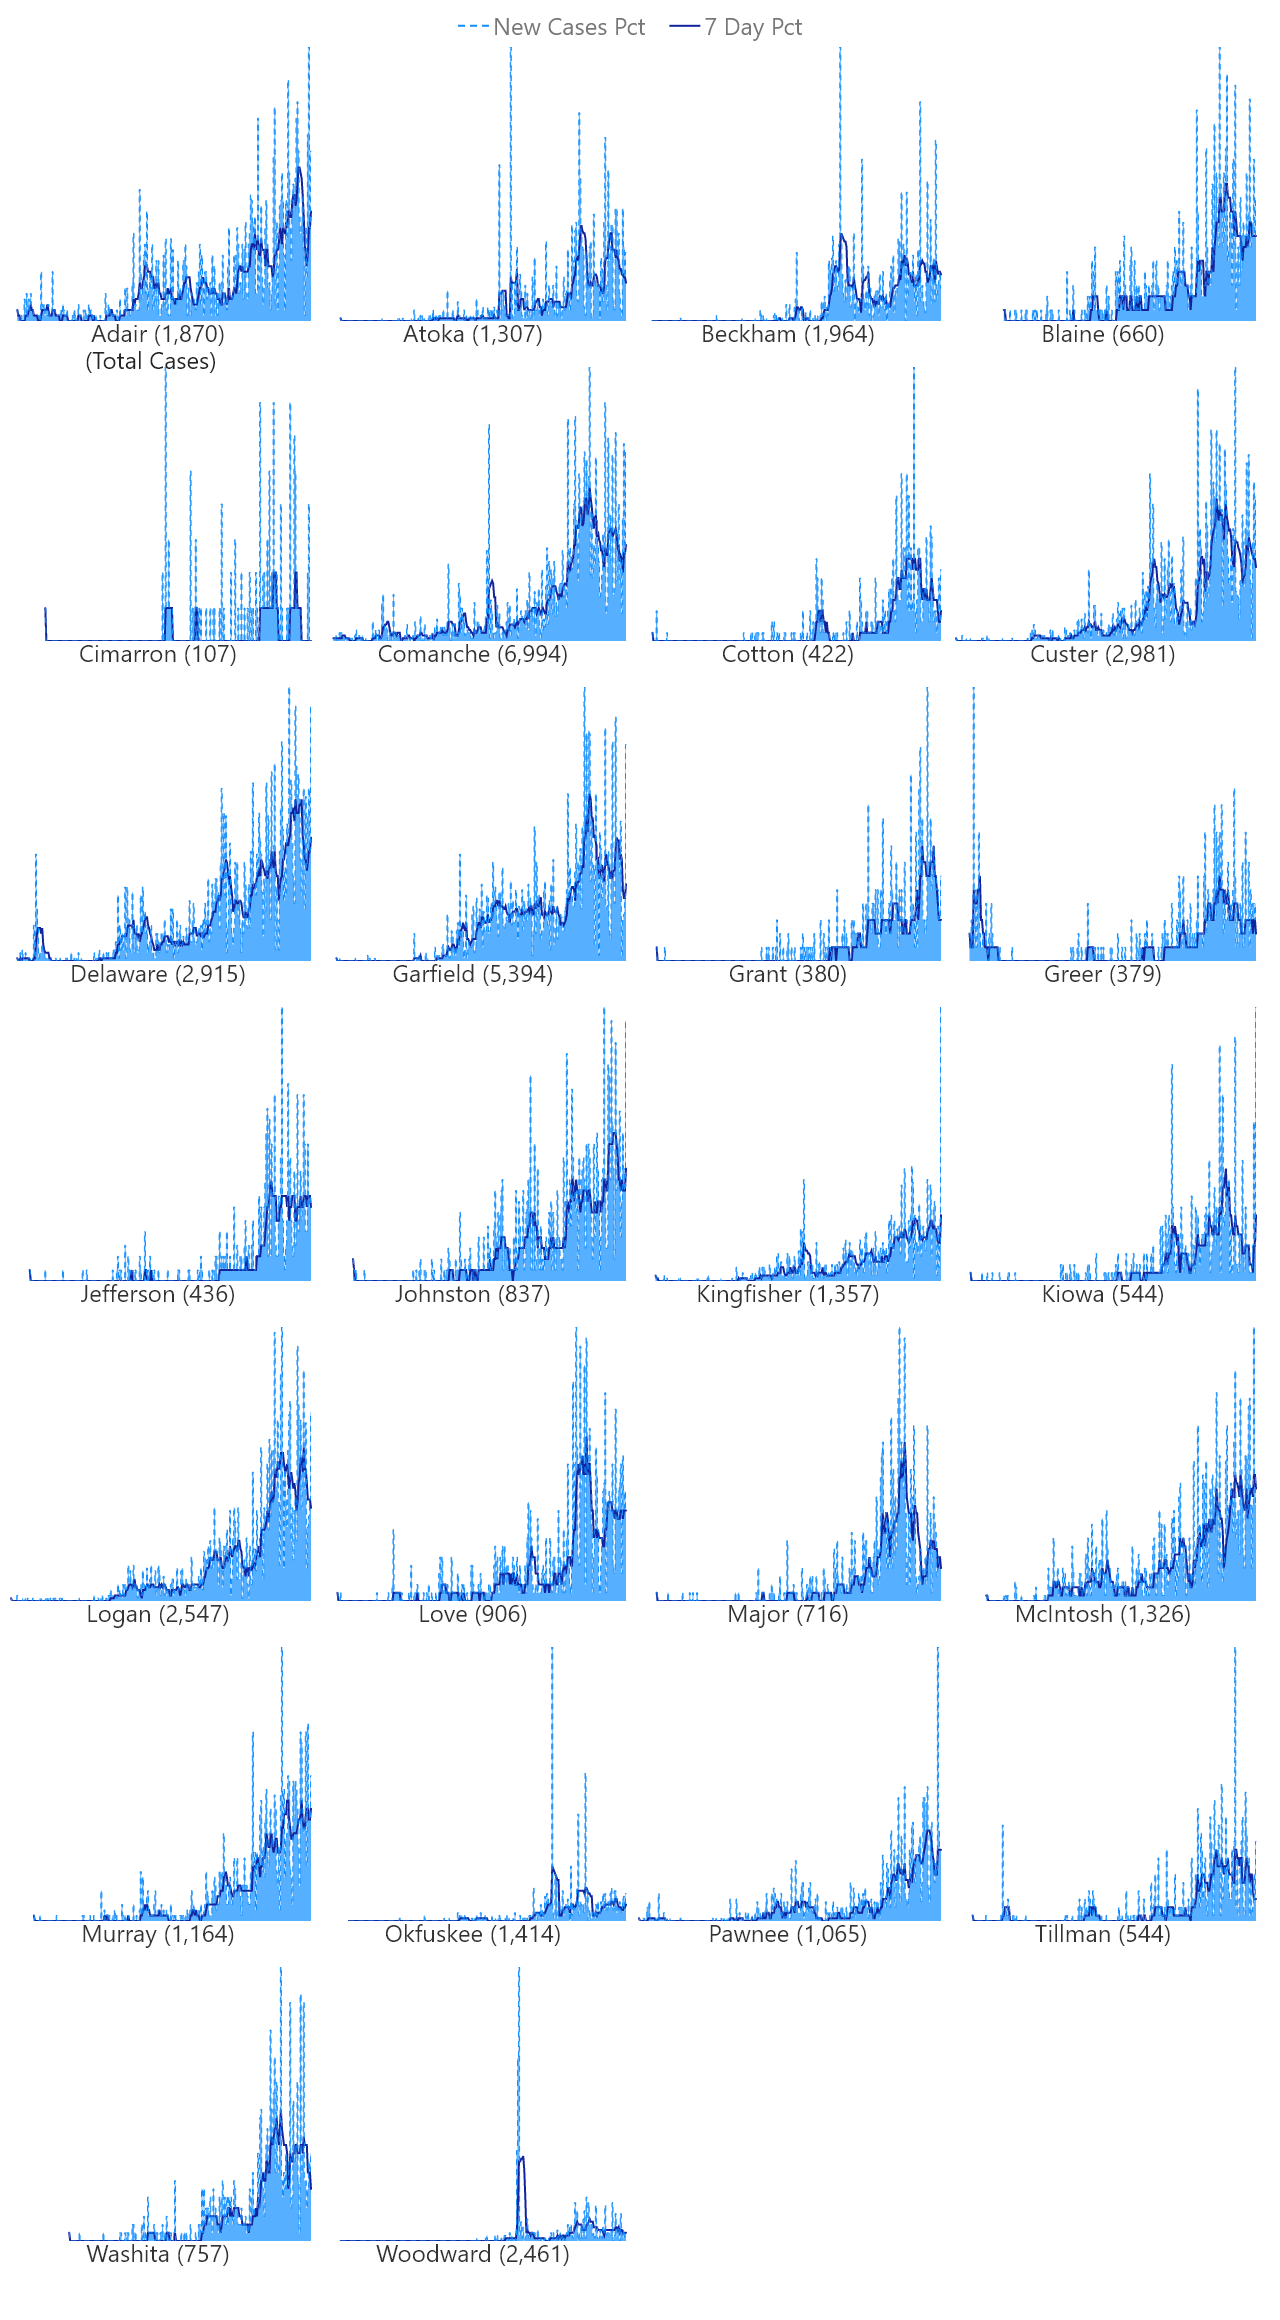 New Cases Pct 7 Day Pct
Adair (1,870) Atoka (1,307) Beckham (1,964) Blaine (660)
(Total Cases)
Cimarron (107) Comanche (6,994) Cotton (422) Custer (2,981)
Delaware (2,915) Garfield (5,394) Grant (380) Greer (379)
Jefferson (436) Johnston (837) Kingfisher (1,357) Kiowa (544)
Logan (2,547) Love (906) Major (716) McIntosh (1,326)
Murray (1,164) Okfuskee (1,414) Pawnee (1,065) Tillman (544)
Washita (757) Woodward (2,461)